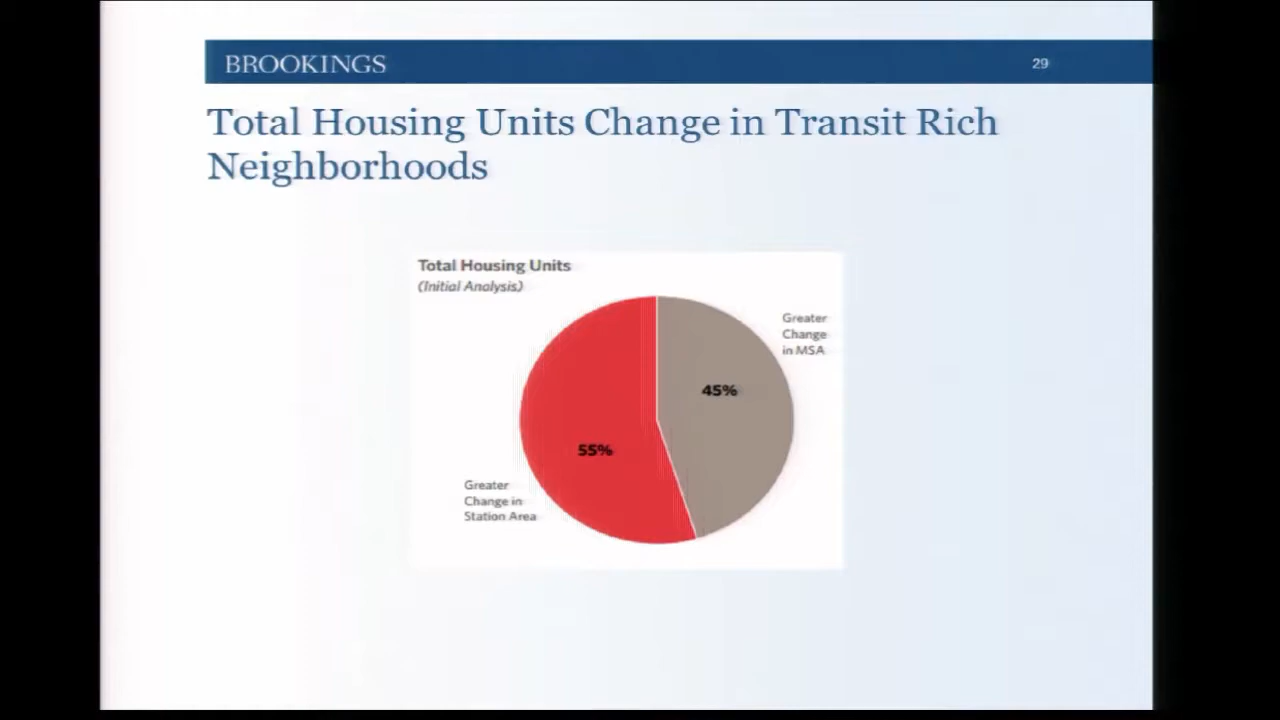 BROOKINGS
29
Total Housing Units Change in Transit Rich
Neighborhoods
Total Housing Units
(Initial Analysis)
Greater
Change
in MSA
45%
55%
Greater
Change in
Station Area